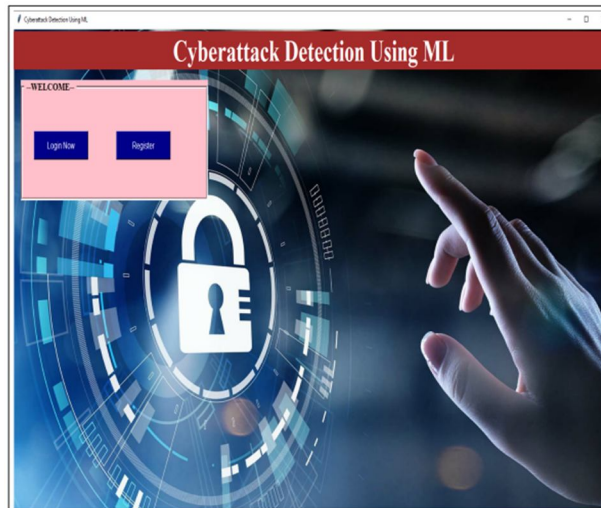 Cyberattack Detection Using ML
Cyberattack Detection Using ML
--WELCOME--
Login Now
Register